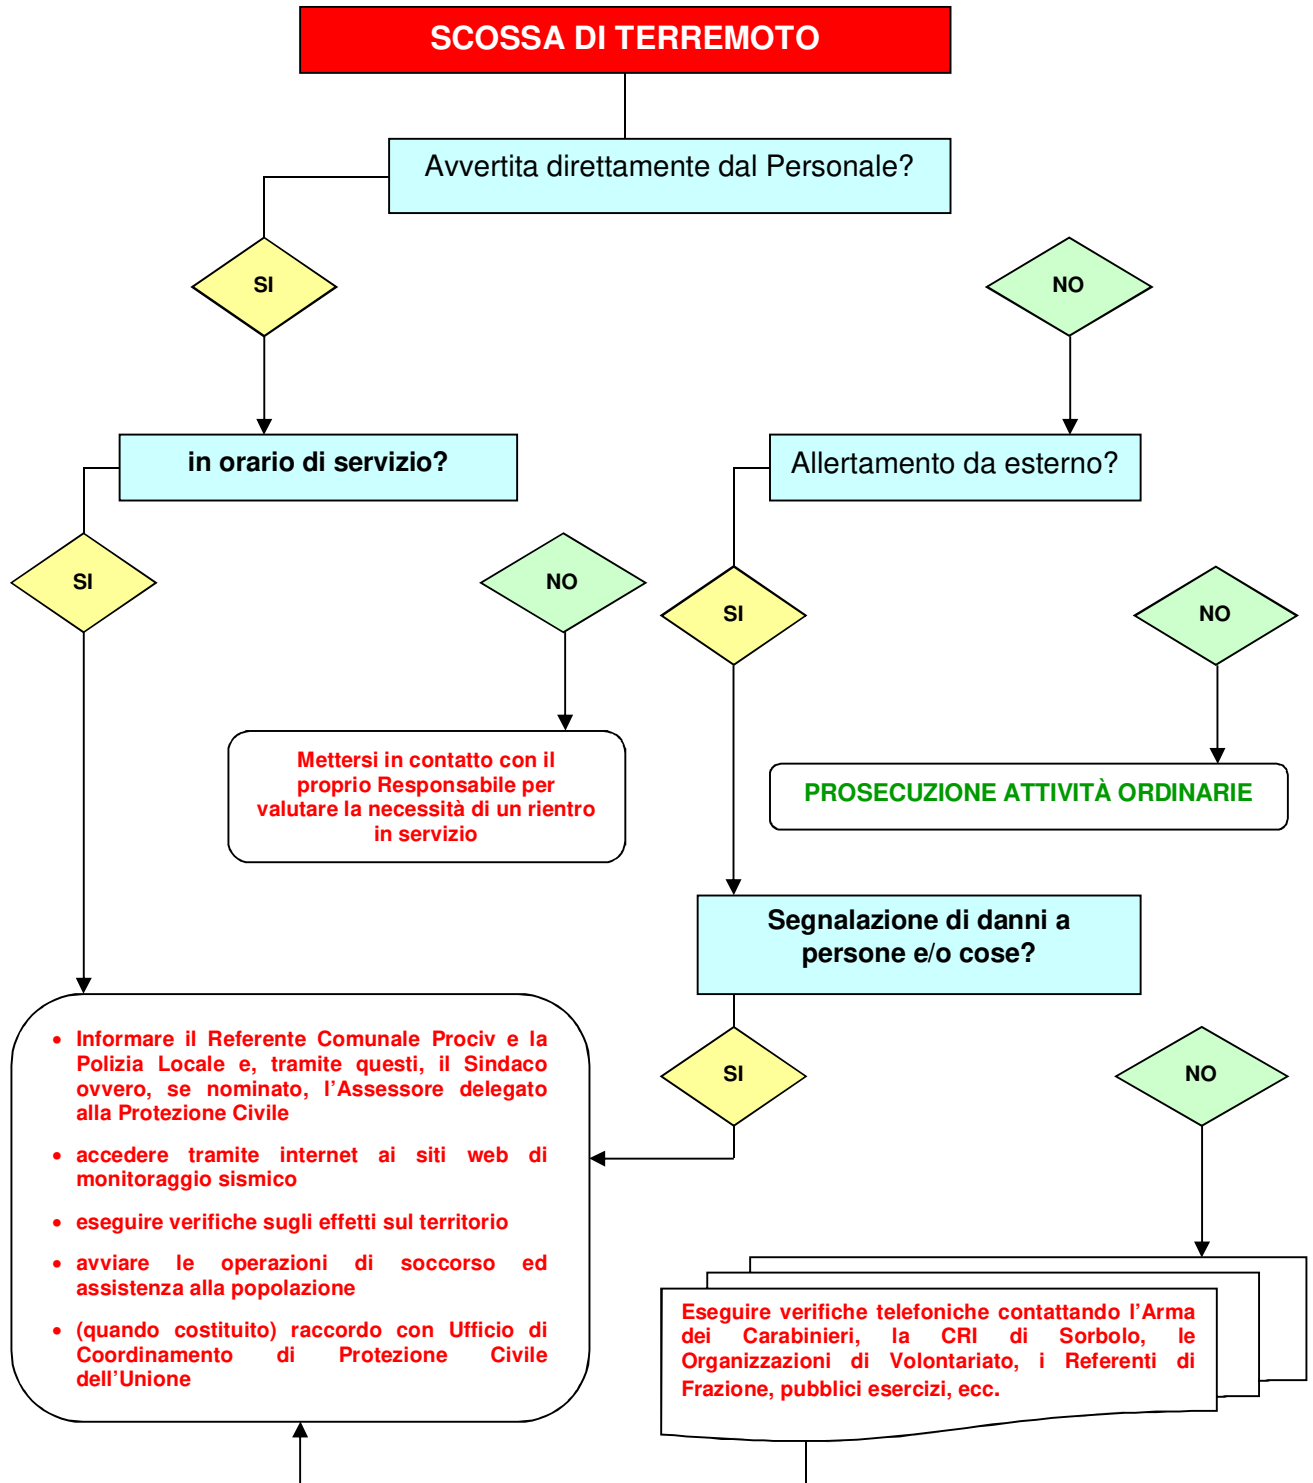 SCOSSA DI TERREMOTO
Avvertita direttamente dal Personale?
SI
NO
in orario di servizio?
Allertamento da esterno?
SI
NO
SI
NO
Mettersi in contatto con il
proprio Responsabile per
valutare la necessità di un rientro
in servizio
PROSECUZIONE ATTIVITÀ ORDINARIE
Segnalazione di danni a
persone e/o cose?
SI
NO
• Informare il Referente Comunale Prociv e la
Polizia Locale e, tramite questi, il Sindaco
ovvero, se nominato, l'Assessore delegato
alla Protezione Civile
• accedere tramite internet ai siti web di
monitoraggio sismico
• eseguire verifiche sugli effetti sul territorio
• avviare le operazioni di soccorso ed
assistenza alla popolazione
• (quando costituito) raccordo con Ufficio di
Coordinamento di Protezione Civile
dell'Unione
Eseguire verifiche telefoniche contattando l'Arma
dei Carabinieri, la CRI di Sorbolo, le
Organizzazioni di Volontariato, i Referenti di
Frazione, pubblici esercizi, ecc.